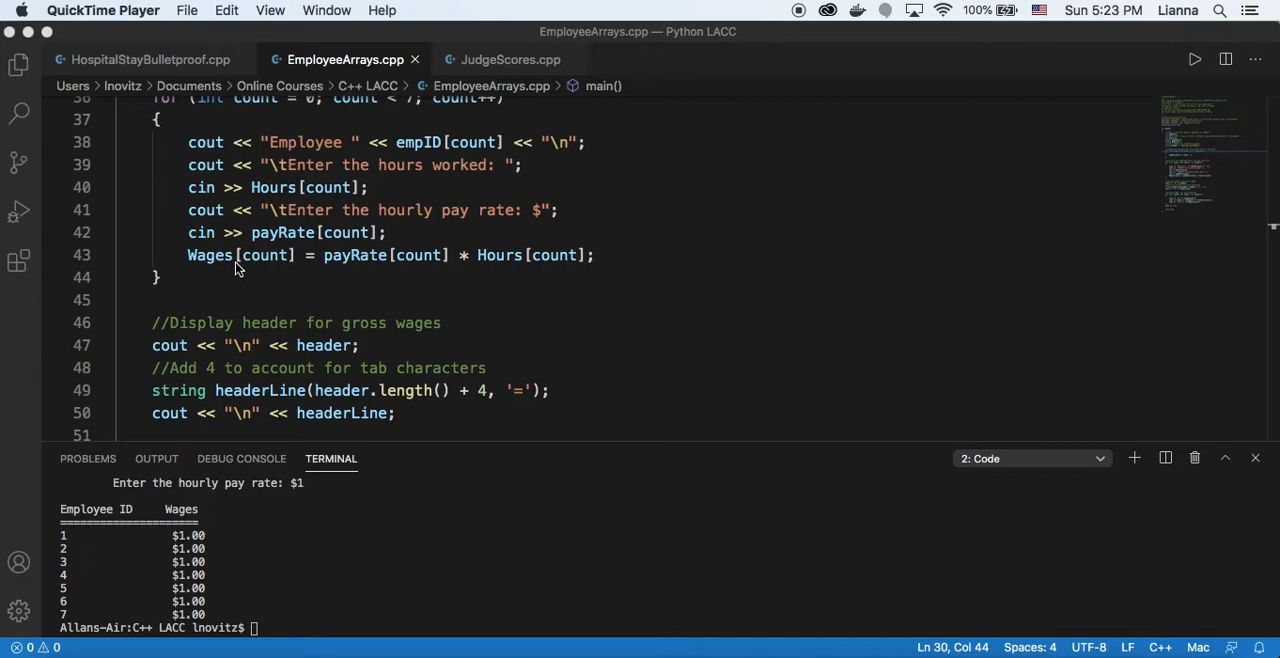 QuickTime Player File Edit View Window Help 100% Sun 5:23 PM Lianna
EmployeeArrays.cpp — Python LACC
HospitalStayBulletproof.cpp EmployeeArrays.cpp JudgeScores.cpp
Users lnovitz Documents Online Courses C++ LACC EmployeeArrays.cpp main()
36 for (int count = 0; count < 7; count++)
37 {
38 cout << "Employee " << empID[count] << "\n";
39 cout << "\tEnter the hours worked: ";
40 cin >> Hours[count];
41 cout << "\tEnter the hourly pay rate: $";
42 cin >> payRate[count];
43 Wages[count] = payRate[count] * Hours[count];
44 }
45
46 //Display header for gross wages
47 cout << "\n" << header;
48 //Add 4 to account for tab characters
49 string headerLine(header.length() + 4, '=');
50 cout << "\n" << headerLine;
51
PROBLEMS OUTPUT DEBUG CONSOLE TERMINAL 2: Code
Enter the hourly pay rate: $1
Employee ID Wages
=====================
1 $1.00
2 $1.00
3 $1.00
4 $1.00
5 $1.00
6 $1.00
7 $1.00
Allans-Air:C++ LACC lnovitz$
0 0 Ln 30, Col 44 Spaces: 4 UTF-8 LF C++ Mac